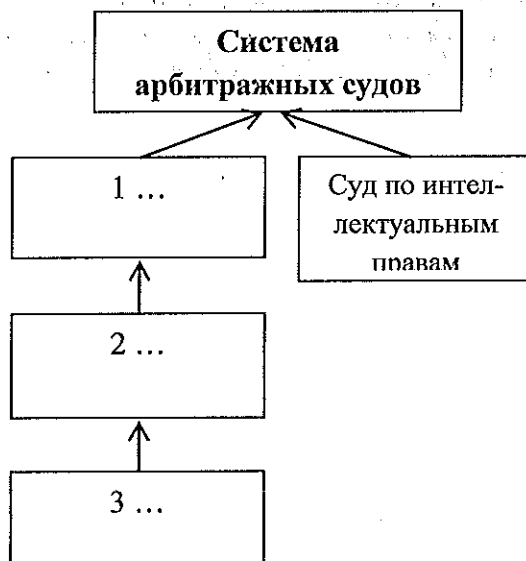 Система
арбитражных судов
1 ...
Суд по интел-
лектуальным
правам
2 ...
3 ...